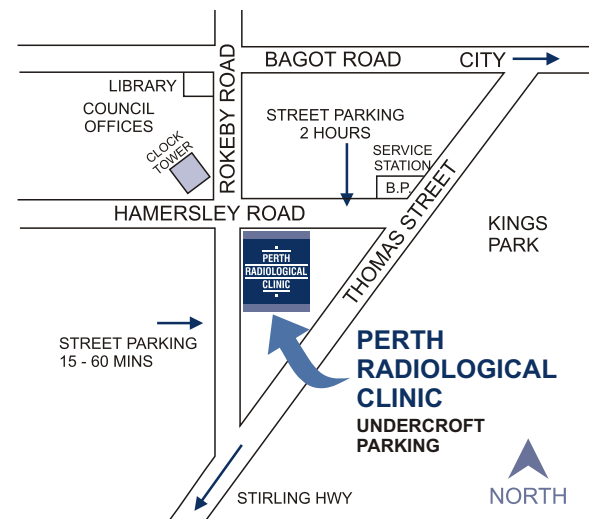 BAGOT ROAD
CITY
ROKEBY ROAD
LIBRARY
COUNCIL
OFFICES
CLOCK
TOWER
STREET PARKING
2 HOURS
SERVICE
STATION
B.P.
THOMAS STREET
HAMERSLEY ROAD
KINGS
PARK
PERTH
RADIOLOGICAL
CLINIC
STREET PARKING
15 - 60 MINS
PERTH
RADIOLOGICAL
CLINIC
UNDERCROFT
PARKING
STIRLING HWY
NORTH